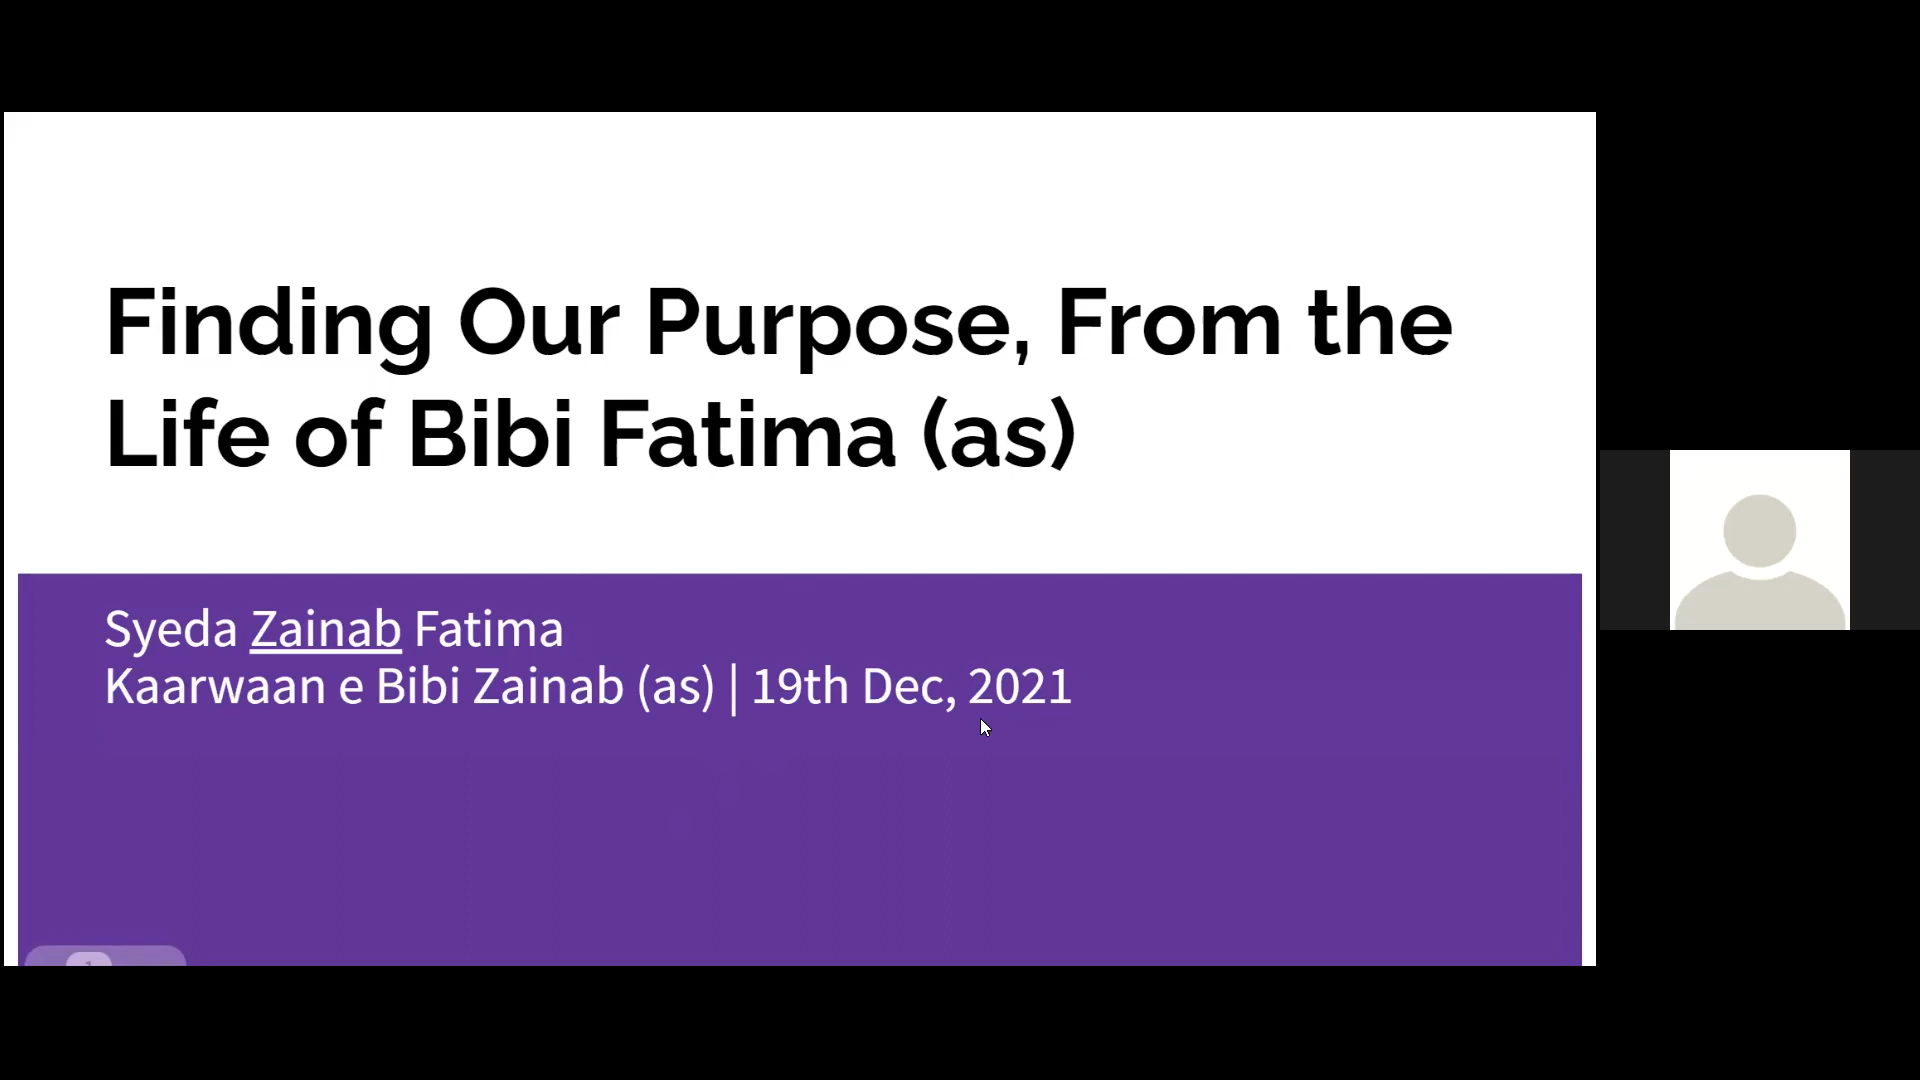 Finding Our Purpose, From the
Life of Bibi Fatima (as)
Syeda Zainab Fatima
Kaarwaan e Bibi Zainab (as) | 19th Dec, 2021